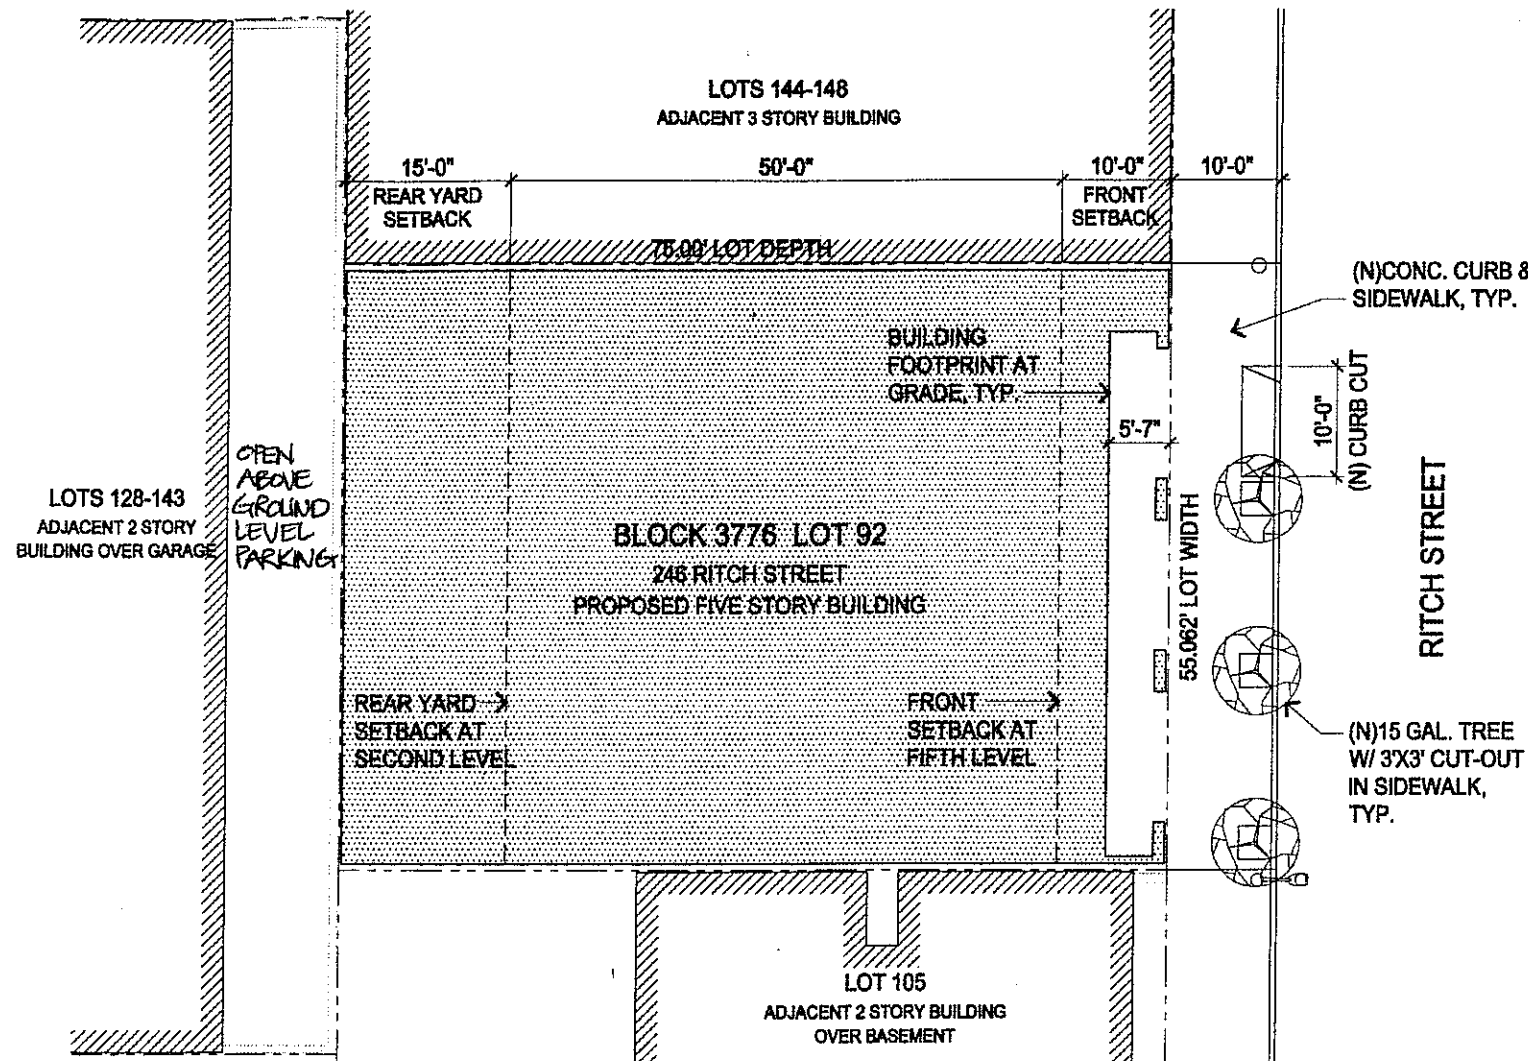 LOTS 144-148
ADJACENT 3 STORY BUILDING
15'-0"
50'-0"
10'-0"
10'-0"
REAR YARD
SETBACK
FRONT
SETBACK
75.00' LOT DEPTH
(N)CONC. CURB &
SIDEWALK, TYP.
BUILDING
FOOTPRINT AT
GRADE, TYP.
5'-7"
10'-0"
(N) CURB CUT
OPEN
ABOVE
GROUND
LEVEL
PARKING
LOTS 128-143
ADJACENT 2 STORY
BUILDING OVER GARAGE
BLOCK 3776 LOT 92
246 RITCH STREET
PROPOSED FIVE STORY BUILDING
55.062' LOT WIDTH
RITCH STREET
REAR YARD
SETBACK AT
SECOND LEVEL
FRONT
SETBACK AT
FIFTH LEVEL
(N)15 GAL. TREE
W/ 3'X3' CUT-OUT
IN SIDEWALK,
TYP.
LOT 105
ADJACENT 2 STORY BUILDING
OVER BASEMENT